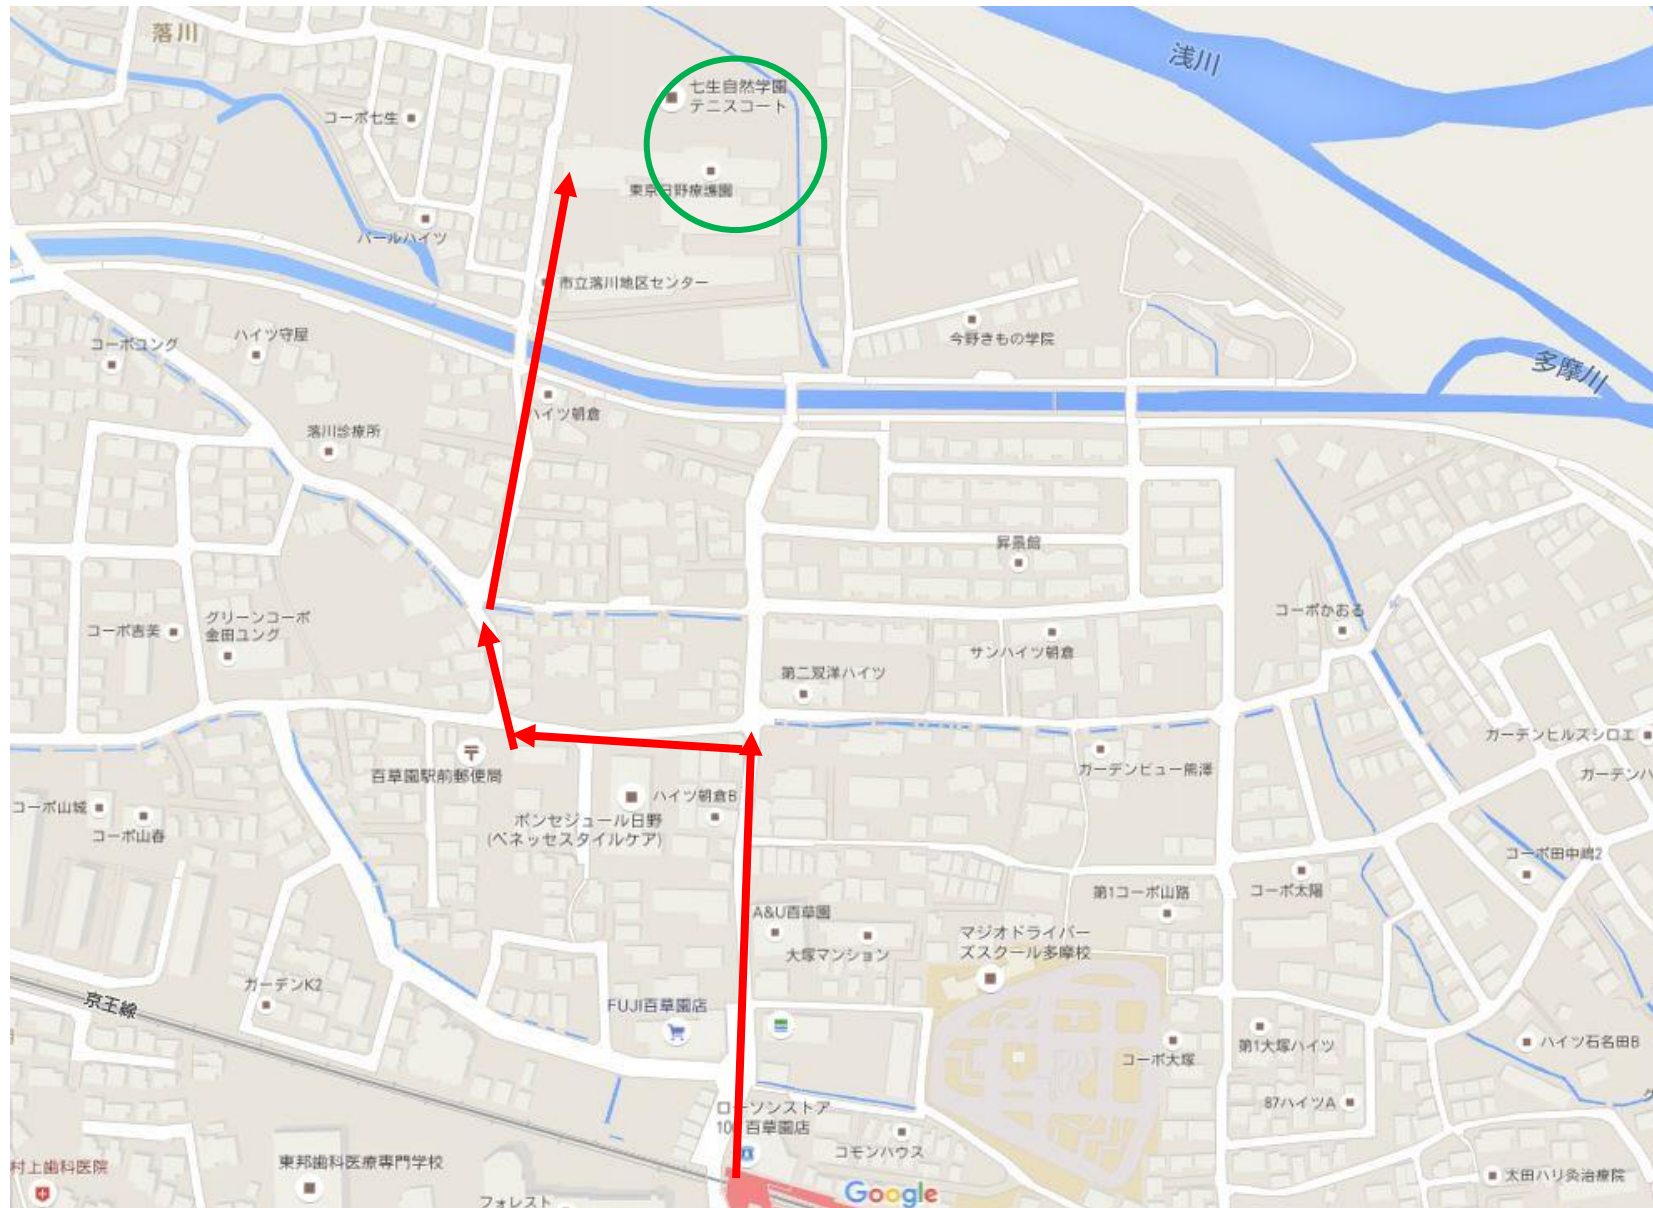 落川
浅川
七生自然学園
テニスコート
コーポ七生
東京日野療護園
パールハイツ
市立落川地区センター
ハイツ守屋
コーポユング
今野きもの学院
多摩川
ハイツ朝倉
落川診療所
昇景館
グリーンコーポ
金田ユング
コーポ吉美
コーポかおる
サンハイツ朝倉
第二双洋ハイツ
ガーデンヒルズシロエ
百草園駅前郵便局
ガーデンビュー熊澤
ガーデンハ
コーポ山城
コーポ山春
ハイツ朝倉B
ボンセジュール日野
(ベネッセスタイルケア)
コーポ田中嶋2
第1コーポ山路
コーポ太陽
A&U百草園
大塚マンション
マジオドライバー
ズスクール多摩校
ガーデンK2
京王線
FUJI百草園店
コーポ大塚
第1大塚ハイツ
ハイツ石名田B
87ハイツA
ローソンストア
100 百草園店
コモンハウス
村上歯科医院
東邦歯科医療専門学校
フォレスト
Google
太田ハリ灸治療院